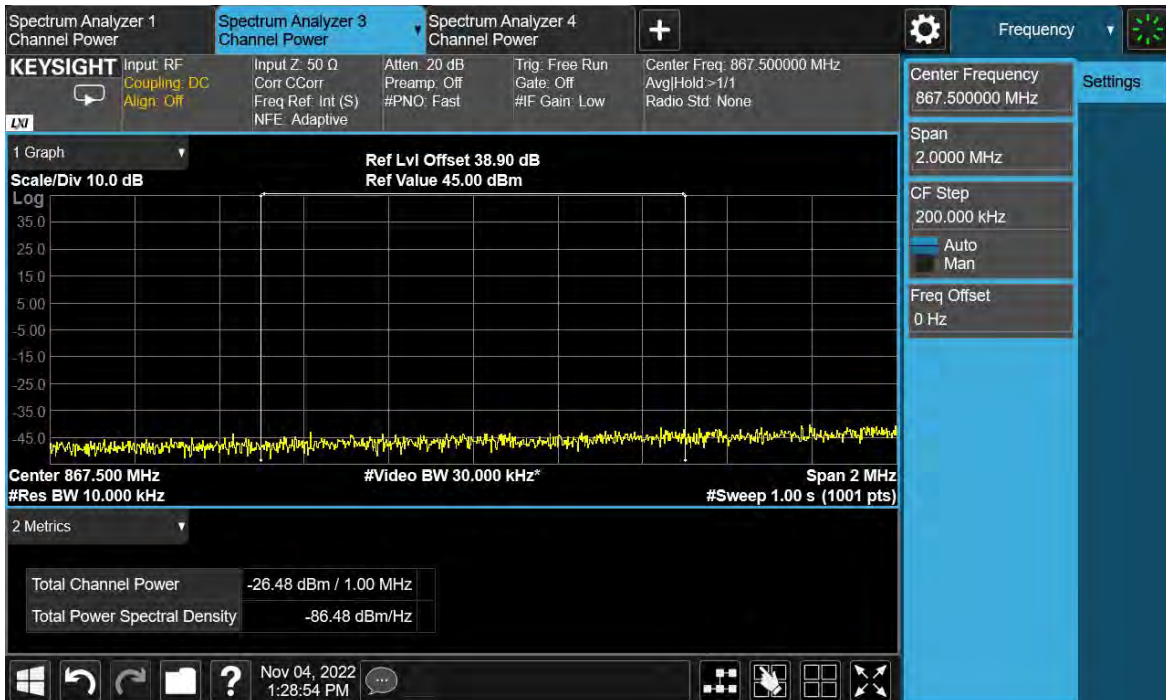 Spectrum Analyzer 1
Channel Power
Spectrum Analyzer 3
Channel Power
Spectrum Analyzer 4
Channel Power
Frequency
KEYSIGHT
LXI
Input: RF
Coupling: DC
Align: Off
Input Z: 50 Ω
Corr CCorr
Freq Ref: Int (S)
NFE: Adaptive
Atten: 20 dB
Preamp: Off
#PNO: Fast
Trig: Free Run
Gate: Off
#IF Gain: Low
Center Freq: 867.500000 MHz
Avg|Hold:>1/1
Radio Std: None
Center Frequency
867.500000 MHz
Settings
Span
2.0000 MHz
CF Step
200.000 kHz
Auto
Man
Freq Offset
0 Hz
1 Graph
Scale/Div 10.0 dB
Ref Lvl Offset 38.90 dB
Ref Value 45.00 dBm
Log
35.0
25.0
15.0
5.00
-5.00
-15.0
-25.0
-35.0
-45.0
Center 867.500 MHz
#Video BW 30.000 kHz*
Span 2 MHz
#Res BW 10.000 kHz
#Sweep 1.00 s (1001 pts)
2 Metrics
Total Channel Power -26.48 dBm / 1.00 MHz
Total Power Spectral Density -86.48 dBm/Hz
?
Nov 04, 2022
1:28:54 PM